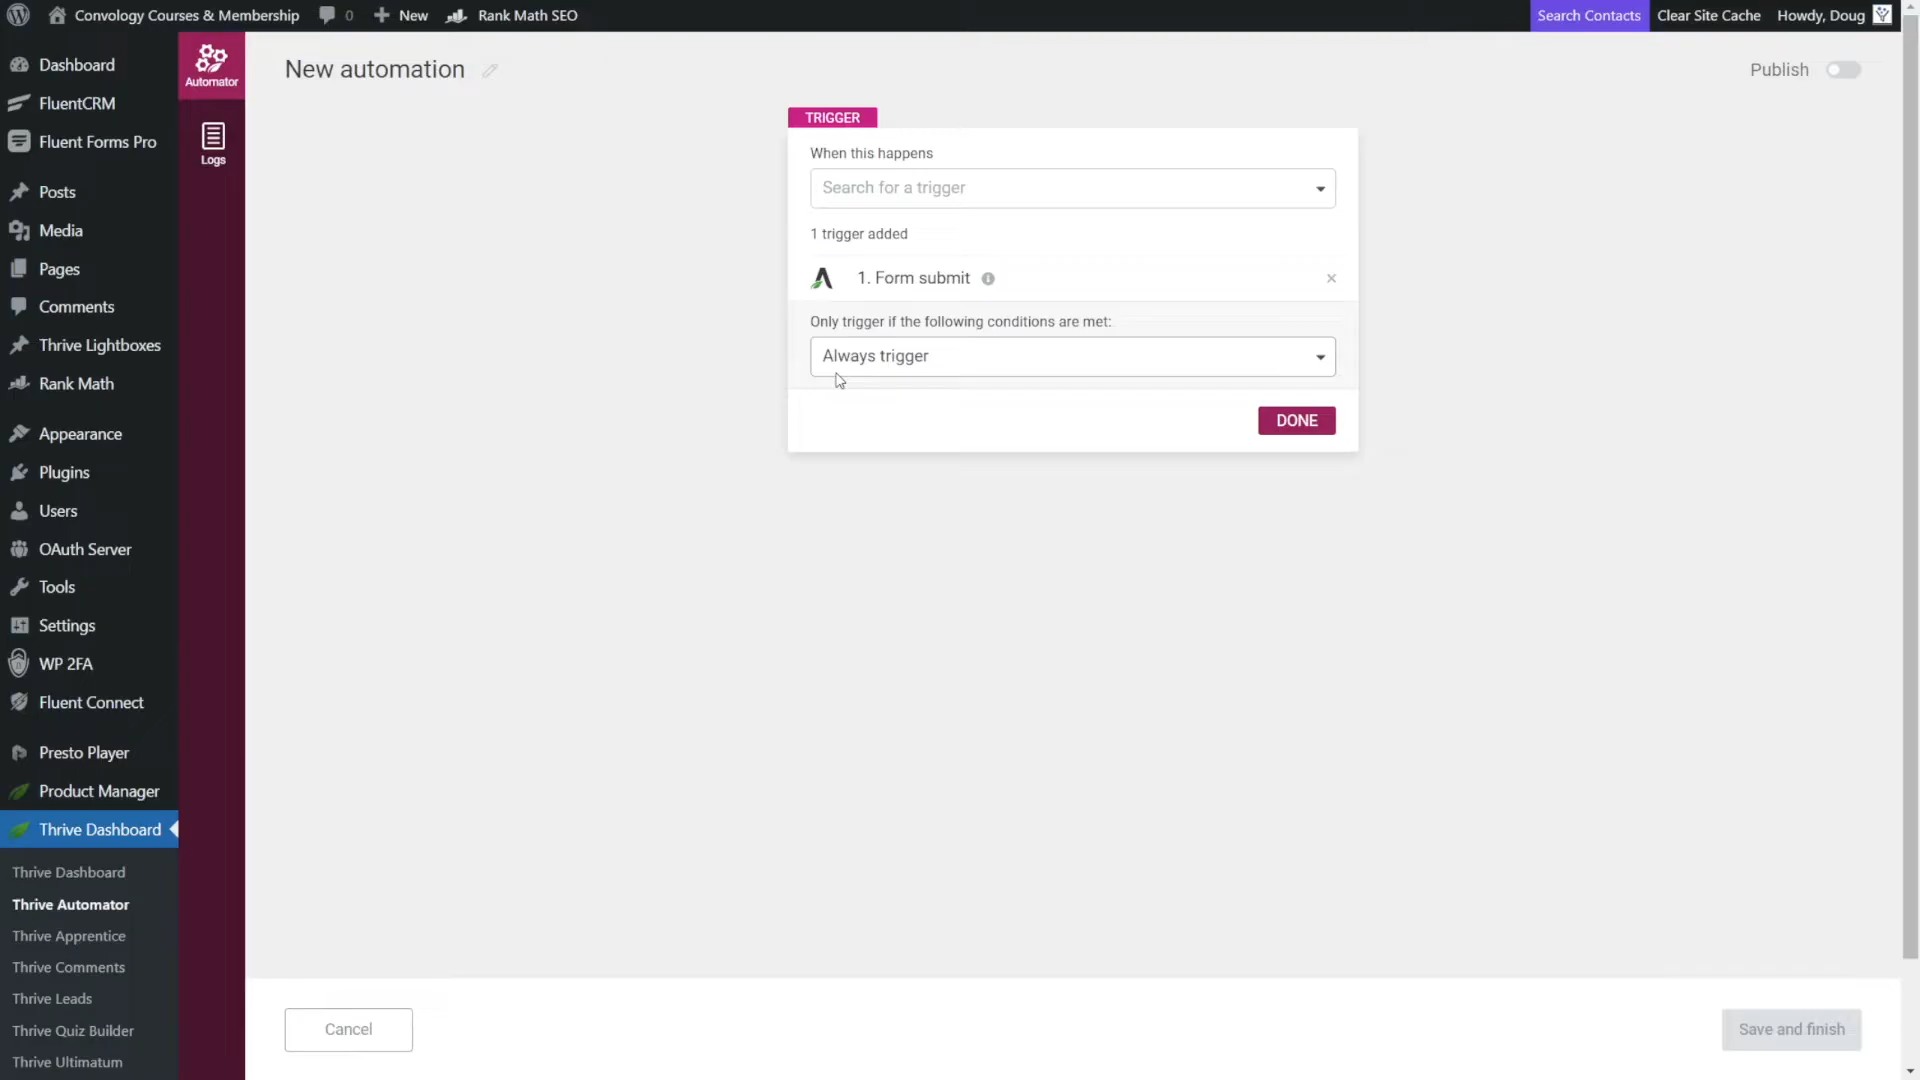 Convology Courses & Membership
0
New
Rank Math SEO
Search Contacts
Clear Site Cache
Howdy, Doug
Dashboard
FluentCRM
Fluent Forms Pro
Posts
Media
Pages
Comments
Thrive Lightboxes
Rank Math
Appearance
Plugins
Users
OAuth Server
Tools
Settings
WP 2FA
Fluent Connect
Presto Player
Product Manager
Thrive Dashboard
Thrive Dashboard
Thrive Automator
Thrive Apprentice
Thrive Comments
Thrive Leads
Thrive Quiz Builder
Thrive Ultimatum
Automator
Logs
New automation
Publish
TRIGGER
When this happens
Search for a trigger
1 trigger added
1. Form submit
Only trigger if the following conditions are met:
Always trigger
DONE
Cancel
Save and finish